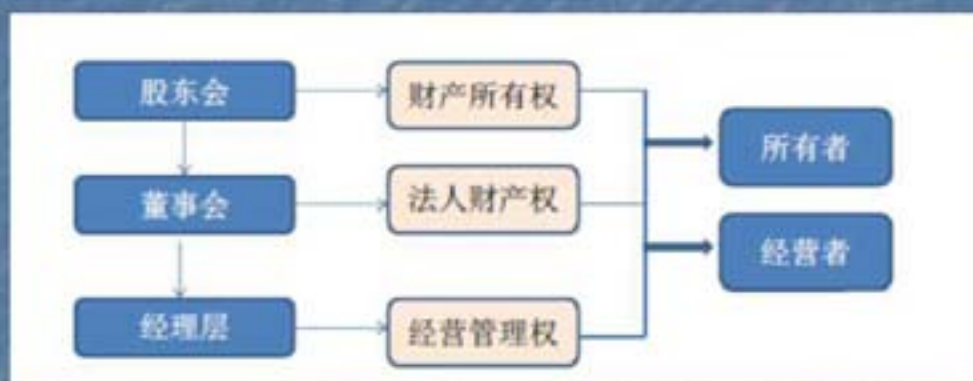 股东会
财产所有权
所有者
董事会
法人财产权
经营者
经理层
经营管理权